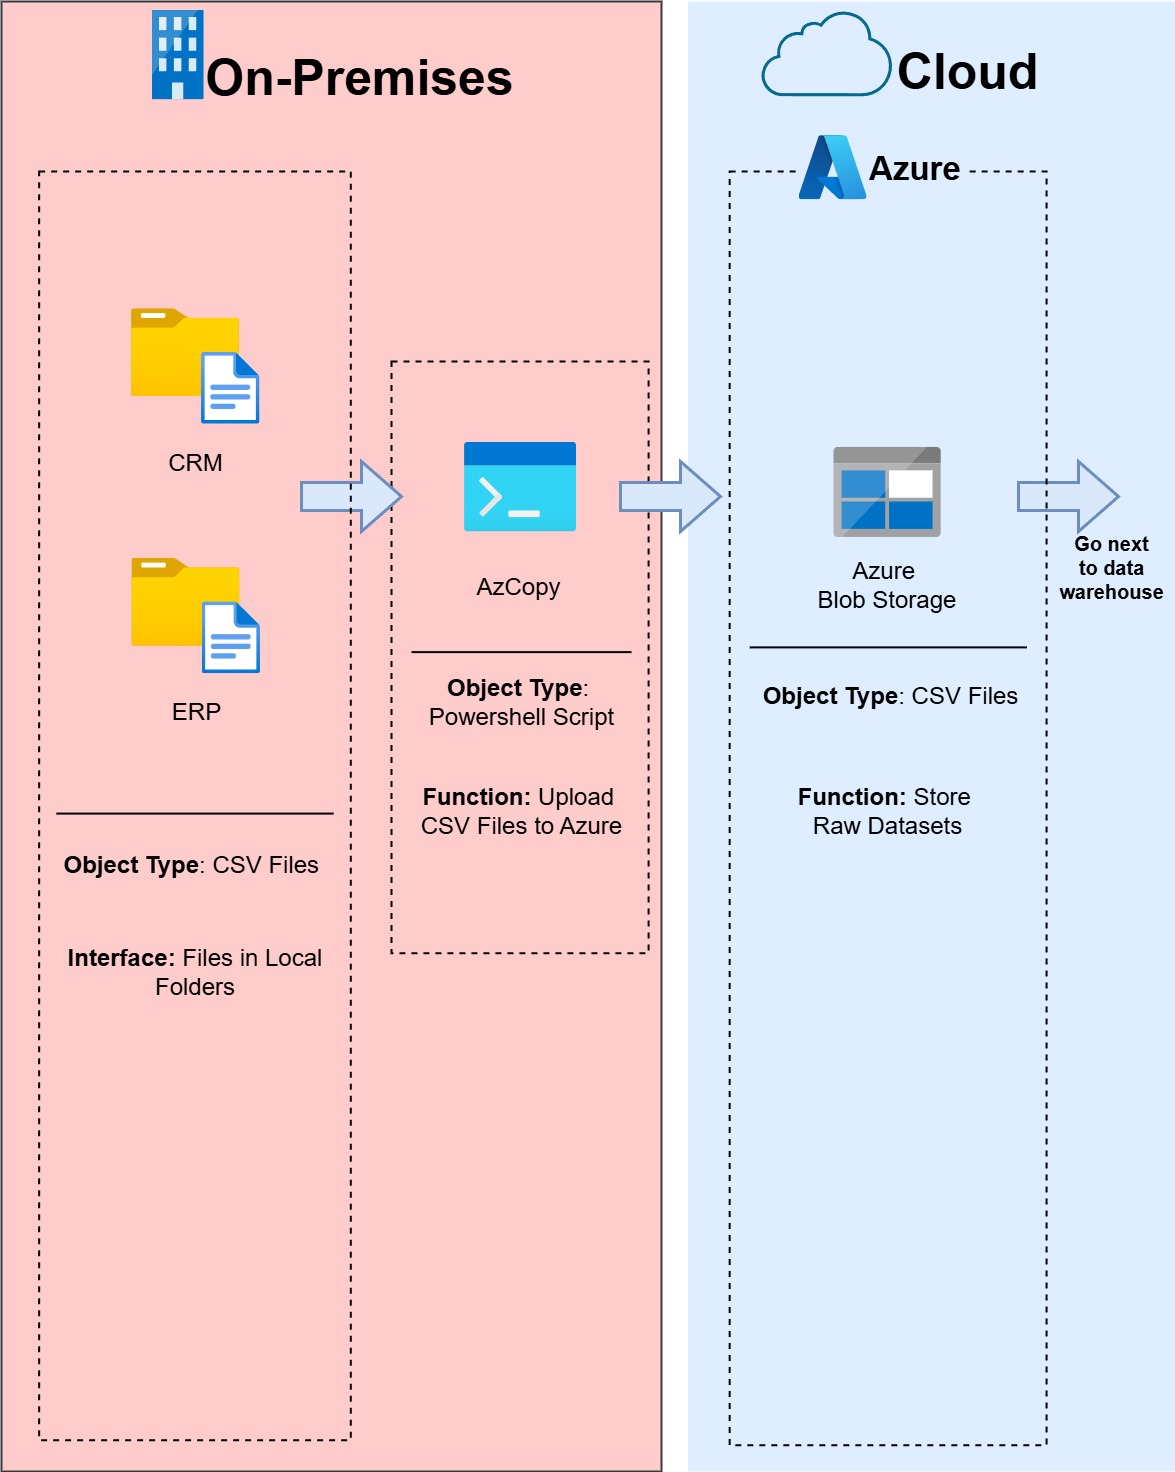 On-Premises
CRM
ERP
Object Type: CSV Files
Interface: Files in Local
Folders
AzCopy
Object Type:
Powershell Script
Function: Upload
CSV Files to Azure
Cloud
Azure
Azure
Blob Storage
Object Type: CSV Files
Function: Store
Raw Datasets
Go next
to data
warehouse